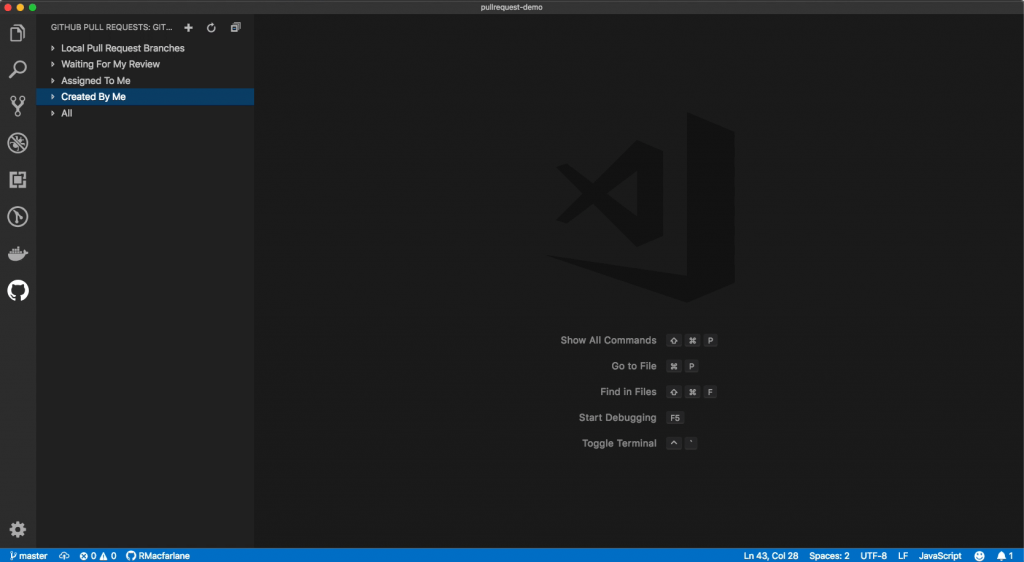 pullrequest-demo
GITHUB PULL REQUESTS: GIT...
Local Pull Request Branches
Waiting For My Review
Assigned To Me
Created By Me
All
Show All Commands ⇧ ⌘ P
Go to File ⌘ P
Find in Files ⇧ ⌘ F
Start Debugging F5
Toggle Terminal ^ `
master 0 0 RMacfarlane Ln 43, Col 28 Spaces: 2 UTF-8 LF JavaScript 1